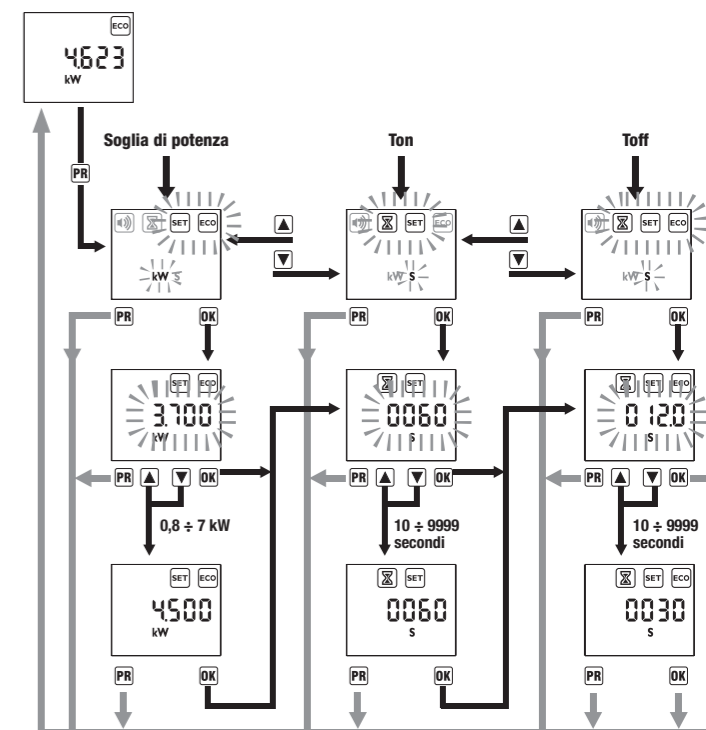 ECO
4.623
kW
Soglia di potenza
Ton
Toff
PR
SET ECO
SET ECO
SET ECO
▲
▲
▼
▼
kW S
kW S
kW S
PR OK
PR OK
PR OK
SET ECO
SET
SET ECO
3.700
0060
012.0
kW
S
S
PR ▲ ▼ OK
PR ▲ ▼ OK
PR ▲ ▼ OK
0,8 ÷ 7 kW
10 ÷ 9999
secondi
10 ÷ 9999
secondi
SET ECO
SET
SET ECO
4.500
0060
0030
kW
S
S
PR OK
PR OK
PR OK